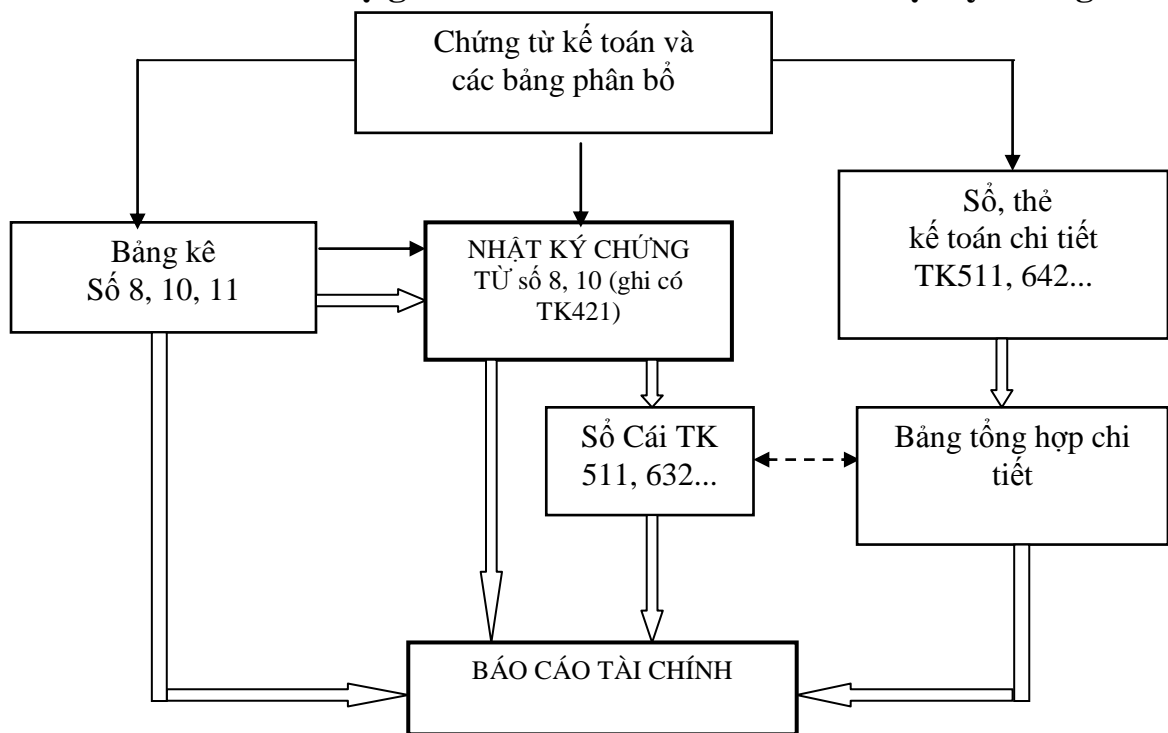 Chứng từ kế toán và
các bảng phân bổ
Bảng kê
Số 8, 10, 11
NHẬT KÝ CHỨNG
TỪ số 8, 10 (ghi có
TK421)
Sổ, thẻ
kế toán chi tiết
TK511, 642...
Sổ Cái TK
511, 632...
Bảng tổng hợp chi
tiết
BÁO CÁO TÀI CHÍNH